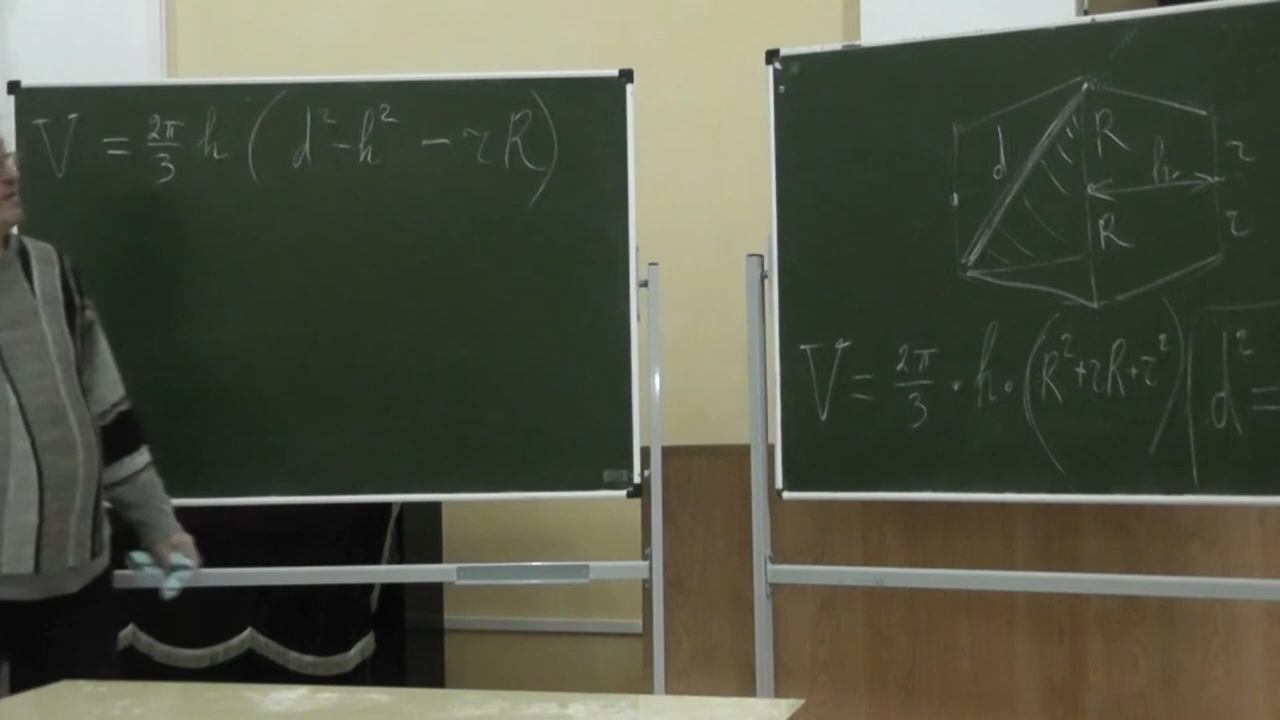 V = 2π/3 h (d² - h² - rR)
d
R
h
r
R
r
V = 2π/3 · h · (R² + rR + r²) | d² =